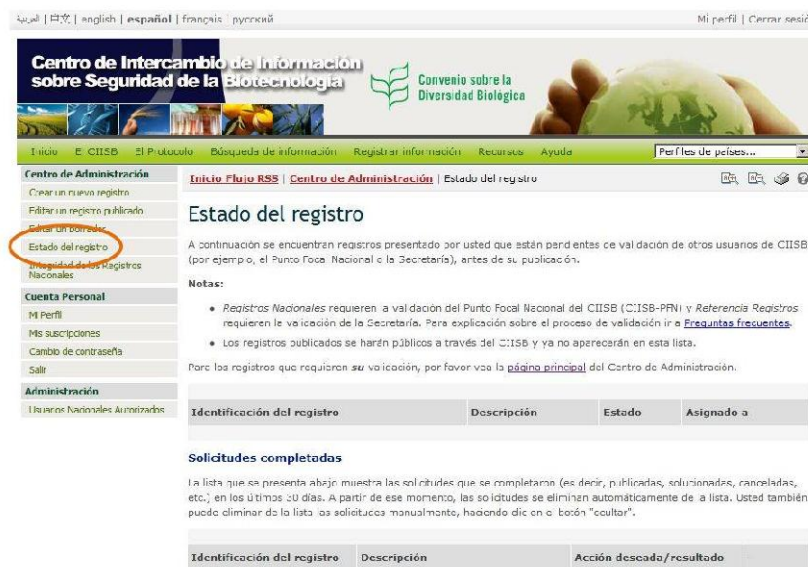 العربية | 中文 | english | español | français | русский
Mi perfil | Cerrar sesió
Centro de Intercambio de Información
sobre Seguridad de la Biotecnología
Convenio sobre la
Diversidad Biológica
Inicio El CIISB El Protocolo Búsqueda de información Registrar información Recursos Ayuda
Perfiles de países...
Centro de Administración
Crear un nuevo registro
Editar un registro publicado
Editar un borrador
Estado del registro
Integridad de los Registros
Nacionales
Cuenta Personal
Mi Perfil
Mis suscripciones
Cambio de contraseña
Salir
Administración
Usuarios Nacionales Autorizados
Inicio Flujo RSS | Centro de Administración | Estado del registro
Estado del registro
A continuación se encuentran registros presentado por usted que están pendientes de validación de otros usuarios de CIISB
(por ejemplo, el Punto Focal Nacional o la Secretaría), antes de su publicación.
Notas:
• Registros Nacionales requieren la validación del Punto Focal Nacional del CIISB (CIISB-PFN) y Referencia Registros
requieren la validación de la Secretaría. Para explicación sobre el proceso de validación ir a Preguntas frecuentes.
• Los registros publicados se harán públicos a través del CIISB y ya no aparecerán en esta lista.
Para los registros que requieran su validación, por favor vea la página principal del Centro de Administración.
Identificación del registro Descripción Estado Asignado a
Solicitudes completadas
La lista que se presenta abajo muestra las solicitudes que se completaron (es decir, publicadas, solucionadas, canceladas,
etc.) en los últimos 30 días. A partir de ese momento, las solicitudes se eliminan automáticamente de la lista. Usted también
puede eliminar de la lista las solicitudes manualmente, haciendo clic en el botón "ocultar".
Identificación del registro Descripción Acción deseada/resultado